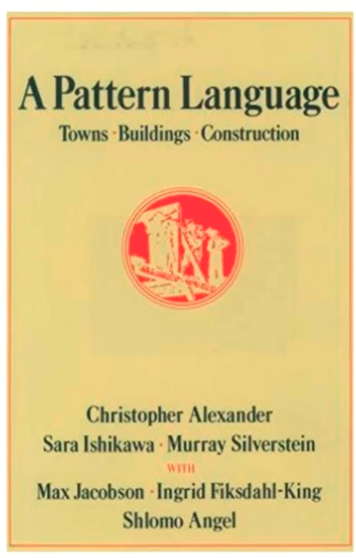 A Pattern Language
Towns · Buildings · Construction
Christopher Alexander
Sara Ishikawa · Murray Silverstein
WITH
Max Jacobson · Ingrid Fiksdahl-King
Shlomo Angel